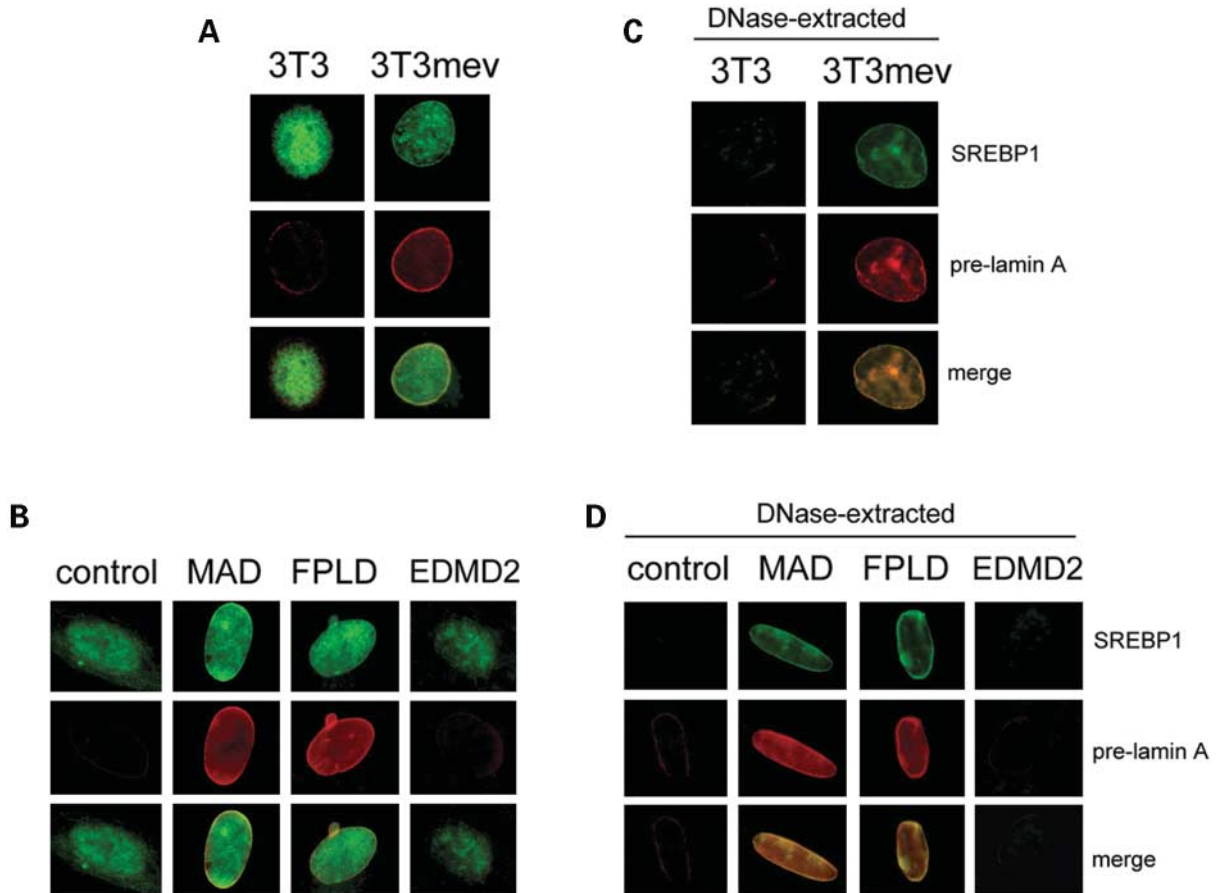 A
3T3 3T3mev
C
DNase-extracted
3T3 3T3mev
SREBP1
pre-lamin A
merge
B
control MAD FPLD EDMD2
D
DNase-extracted
control MAD FPLD EDMD2
SREBP1
pre-lamin A
merge